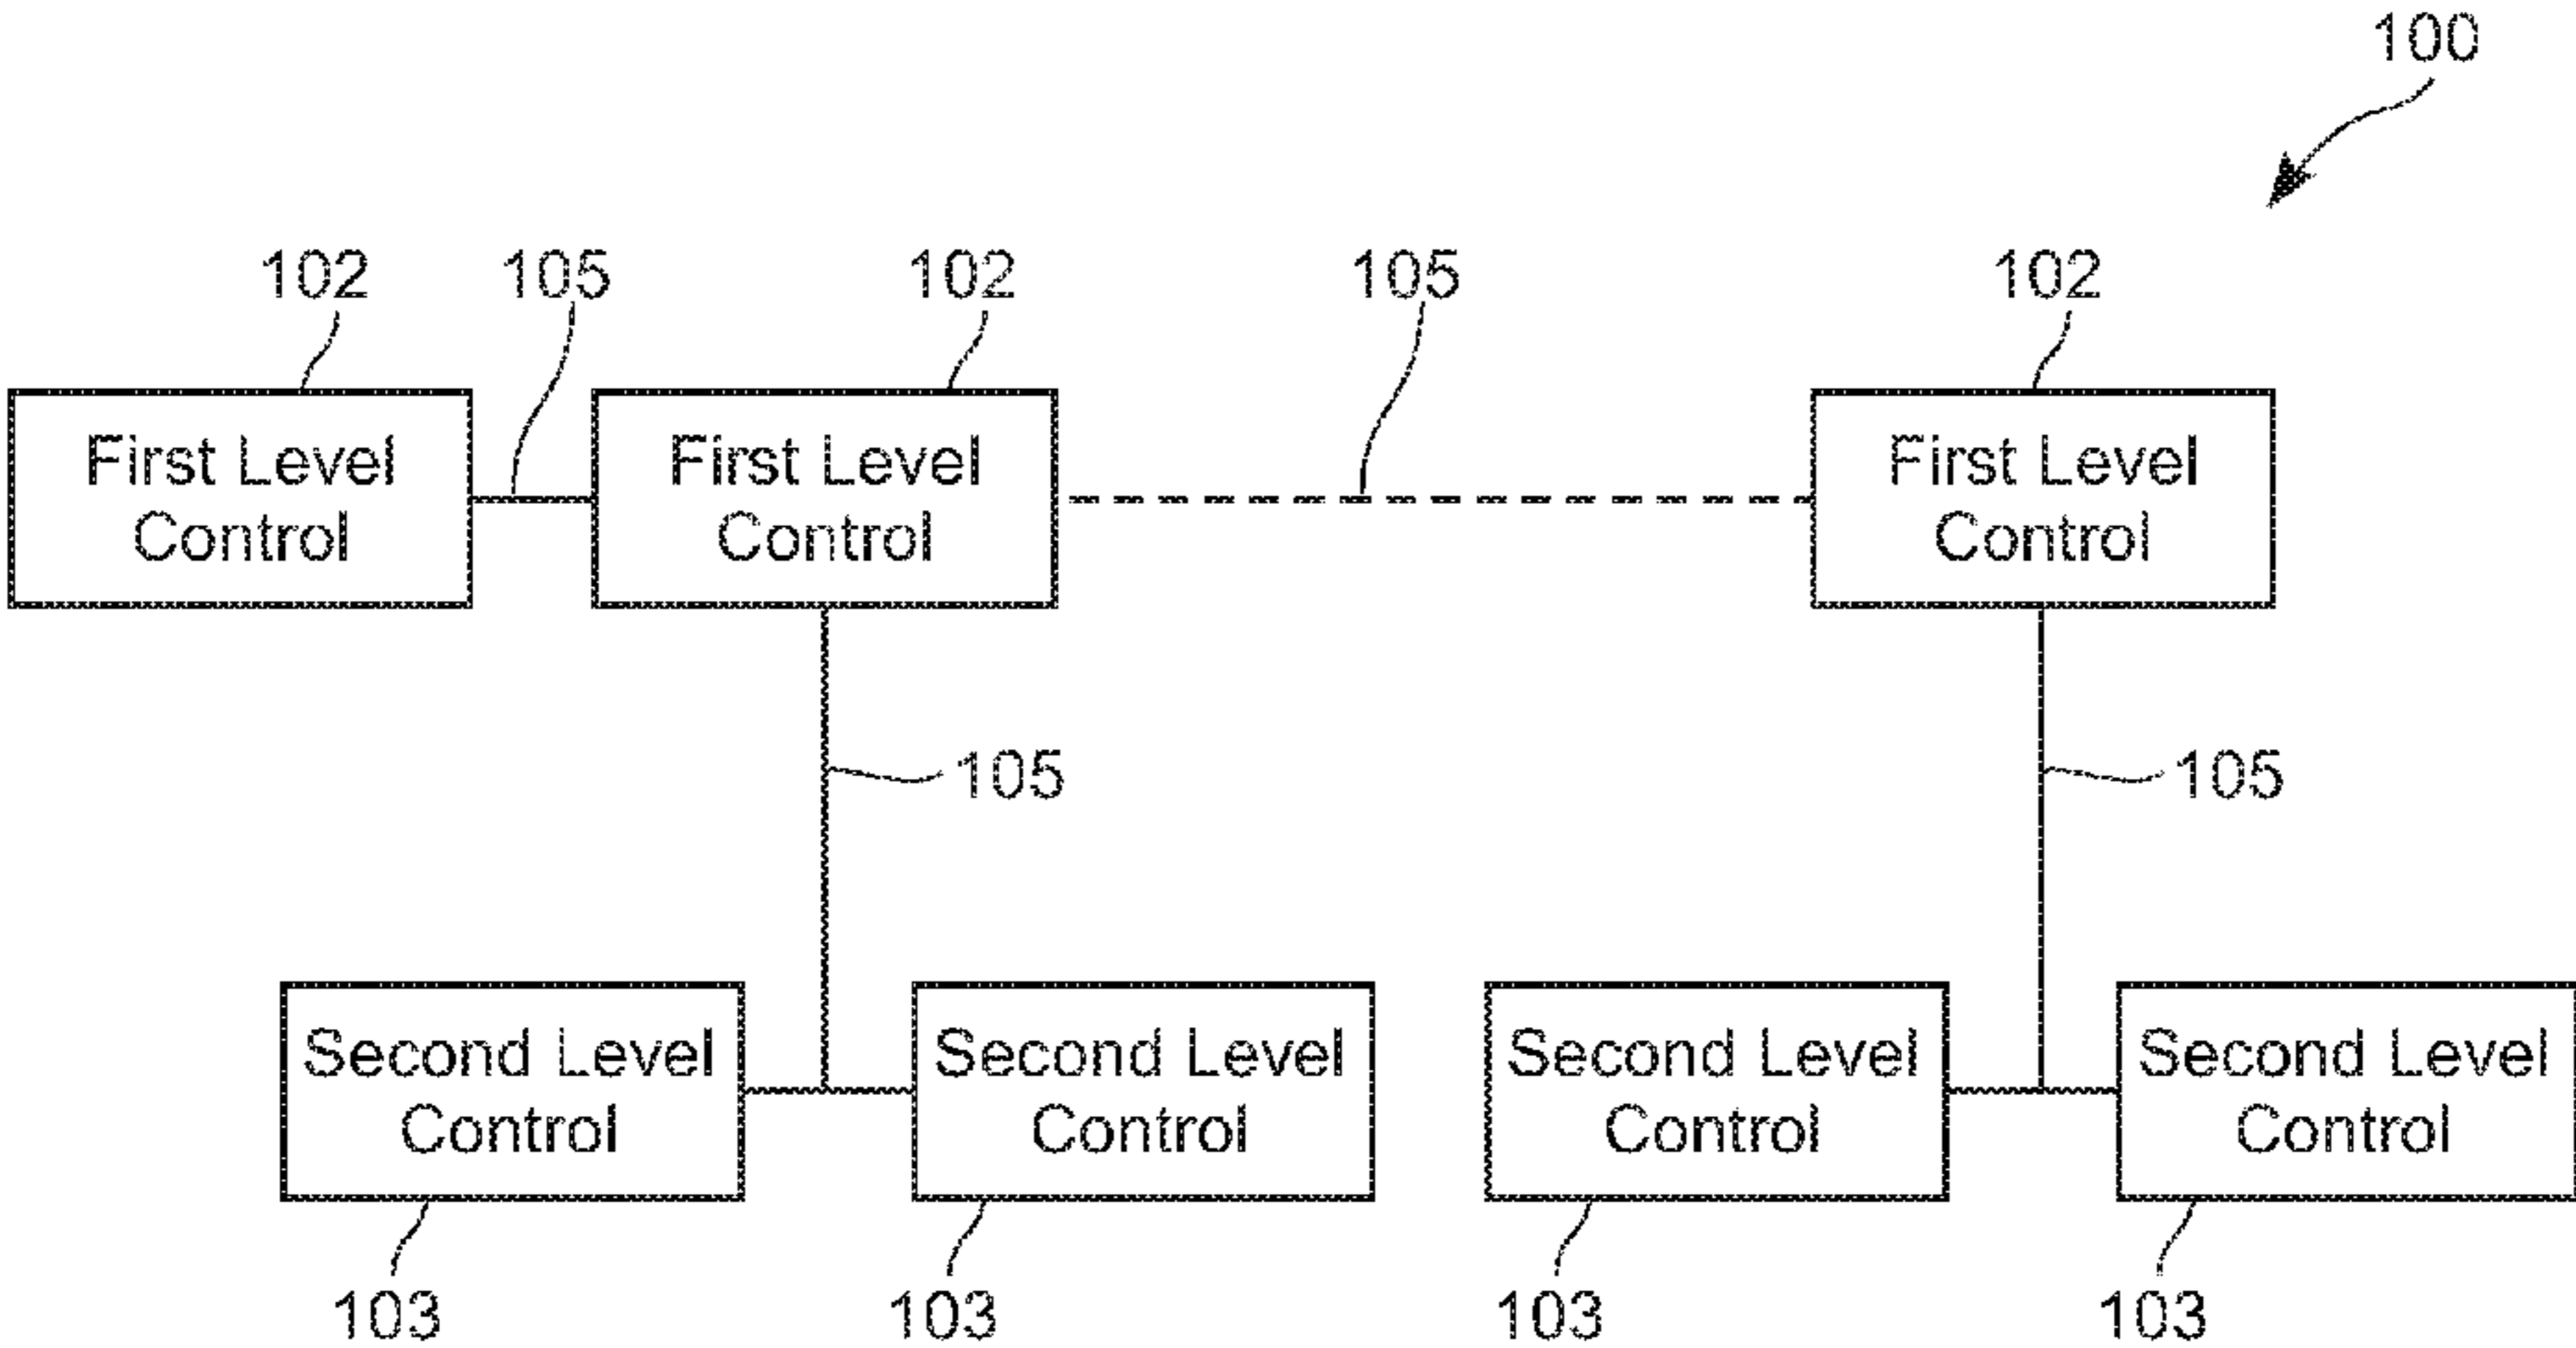 100
102 105 102 105 102
First Level First Level First Level
Control Control Control
105 105
Second Level Second Level Second Level Second Level
Control Control Control Control
103 103 103 103